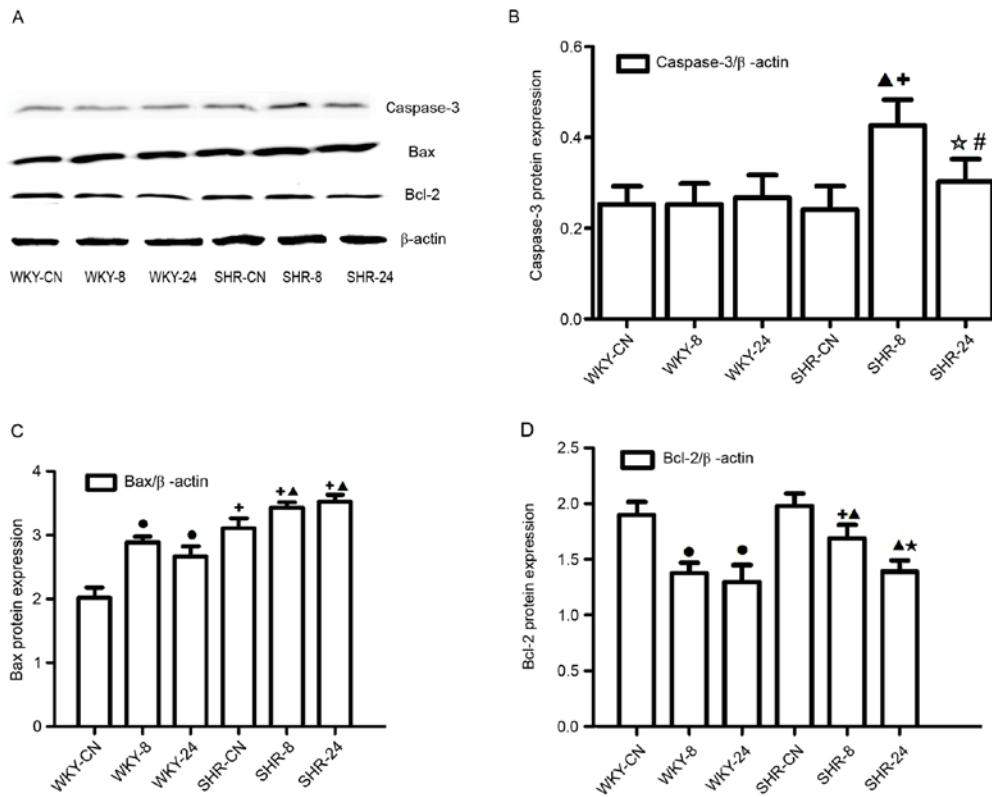 A
Caspase-3
Bax
Bcl-2
β-actin
WKY-CN WKY-8 WKY-24 SHR-CN SHR-8 SHR-24
B
Caspase-3 protein expression
0.6
0.4
0.2
0.0
Caspase-3/β -actin
▲+
☆ #
WKY-CN WKY-8 WKY-24 SHR-CN SHR-8 SHR-24
C
Bax protein expression
4
3
2
1
0
Bax/β -actin
● ● + +▲ +▲
WKY-CN WKY-8 WKY-24 SHR-CN SHR-8 SHR-24
D
Bcl-2 protein expression
2.5
2.0
1.5
1.0
0.5
0.0
Bcl-2/β -actin
● ● +▲ ▲★
WKY-CN WKY-8 WKY-24 SHR-CN SHR-8 SHR-24